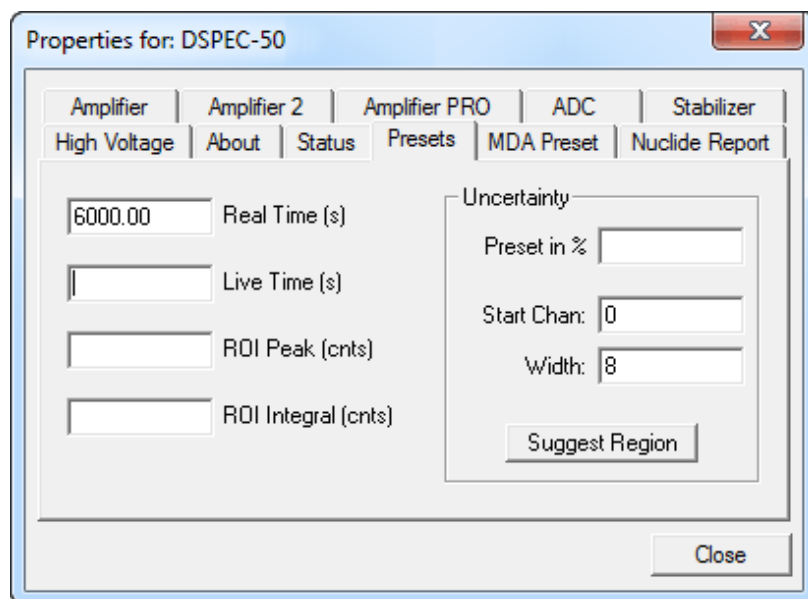 Properties for: DSPEC-50
Amplifier Amplifier 2 Amplifier PRO ADC Stabilizer
High Voltage About Status Presets MDA Preset Nuclide Report
6000.00 Real Time (s)
Live Time (s)
ROI Peak (cnts)
ROI Integral (cnts)
Uncertainty
Preset in %
Start Chan: 0
Width: 8
Suggest Region
Close